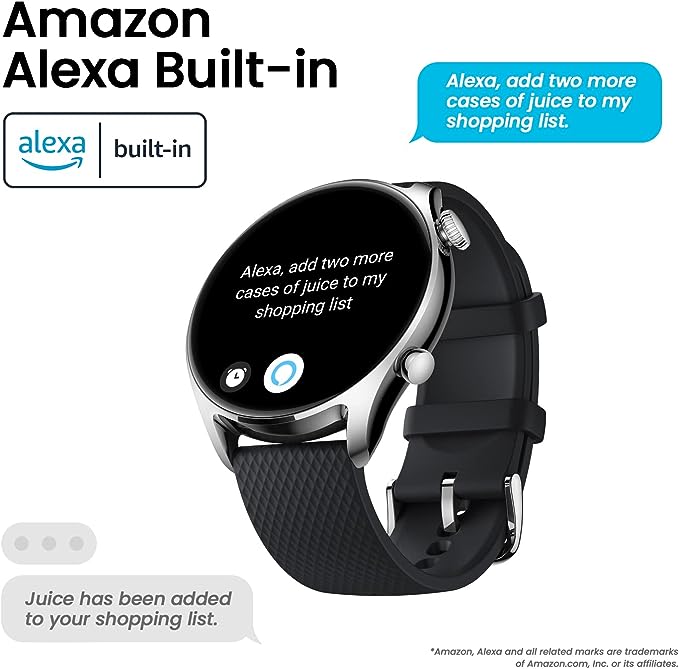 Amazon
Alexa Built-in
alexa
built-in
Alexa, add two more
cases of juice to my
shopping list.
Alexa, add two more
cases of juice to my
shopping list
Juice has been added
to your shopping list.
*Amazon, Alexa and all related marks are trademarks
of Amazon.com, Inc. or its affiliates.